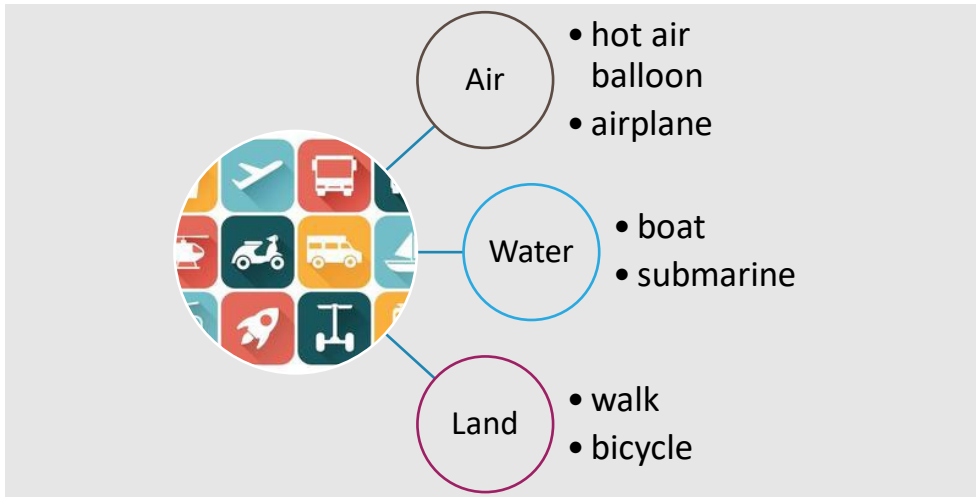 Air
• hot air
balloon
• airplane
Water
• boat
• submarine
Land
• walk
• bicycle